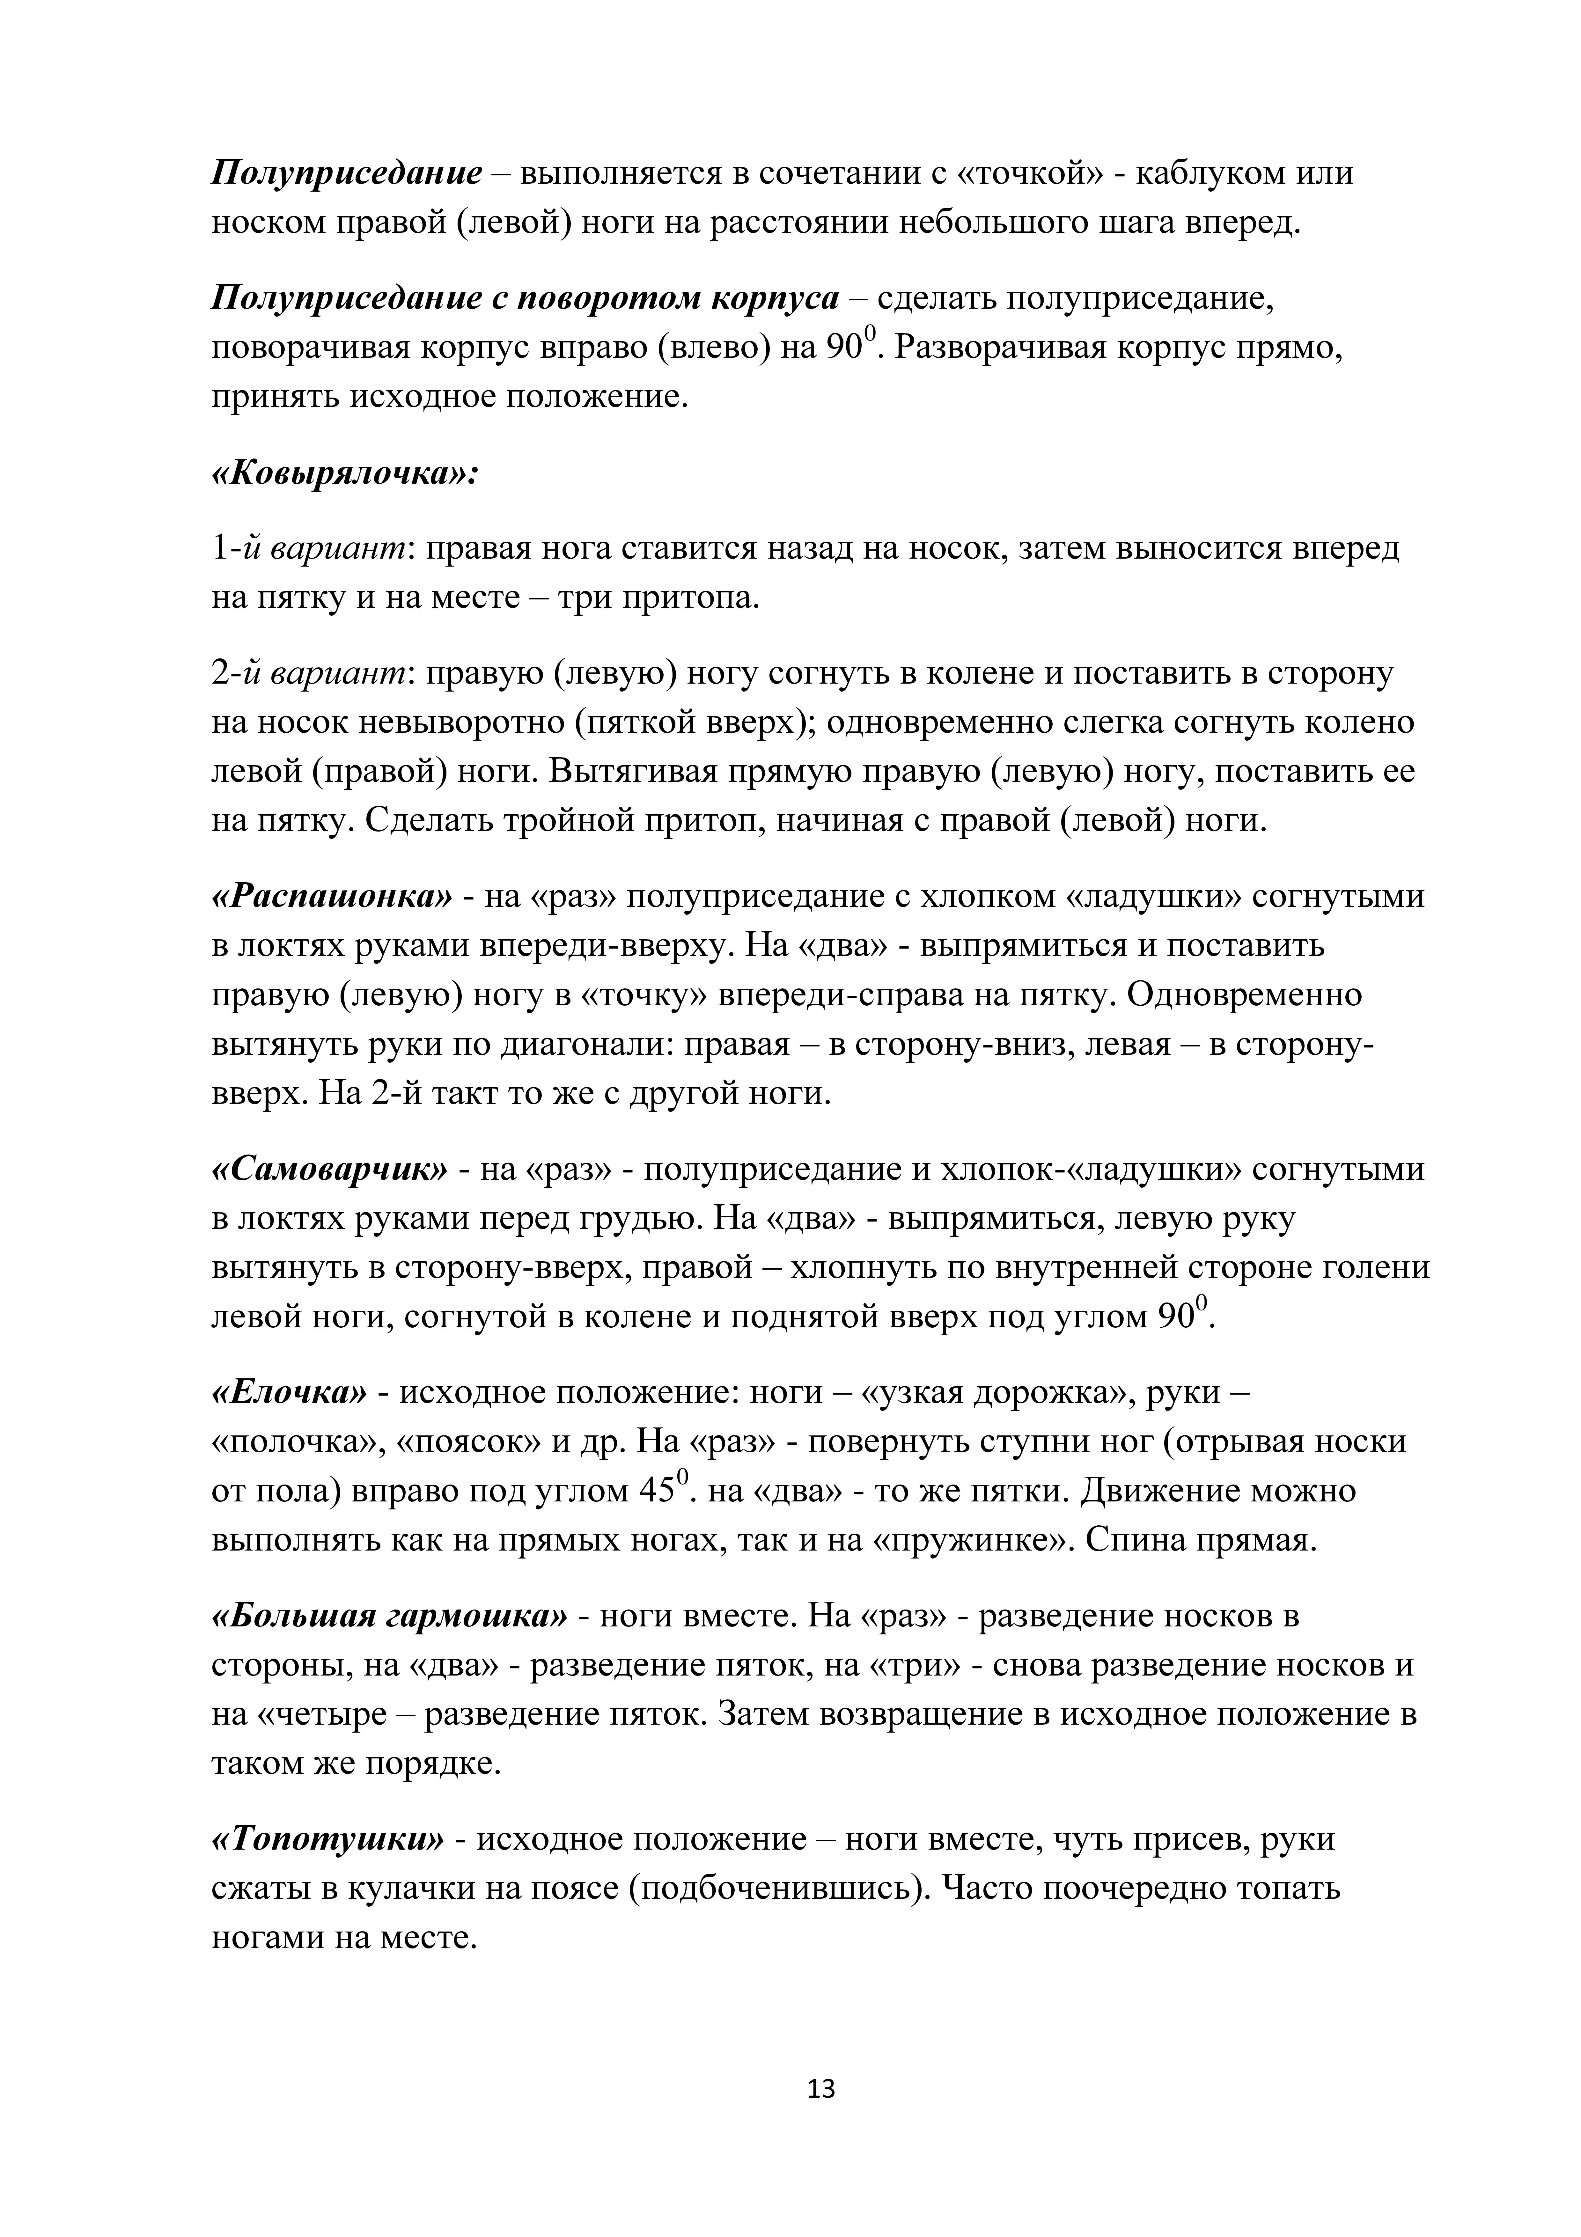 Полуприседание – выполняется в сочетании с «точкой» - каблуком или
носком правой (левой) ноги на расстоянии небольшого шага вперед.
Полуприседание с поворотом корпуса – сделать полуприседание,
поворачивая корпус вправо (влево) на 90⁰. Разворачивая корпус прямо,
принять исходное положение.
«Ковырялочка»:
1-й вариант: правая нога ставится назад на носок, затем выносится вперед
на пятку и на месте – три притопа.
2-й вариант: правую (левую) ногу согнуть в колене и поставить в сторону
на носок невыворотно (пяткой вверх); одновременно слегка согнуть колено
левой (правой) ноги. Вытягивая прямую правую (левую) ногу, поставить ее
на пятку. Сделать тройной притоп, начиная с правой (левой) ноги.
«Распашонка» - на «раз» полуприседание с хлопком «ладушки» согнутыми
в локтях руками впереди-вверху. На «два» - выпрямиться и поставить
правую (левую) ногу в «точку» впереди-справа на пятку. Одновременно
вытянуть руки по диагонали: правая – в сторону-вниз, левая – в сторону-
вверх. На 2-й такт то же с другой ноги.
«Самоварчик» - на «раз» - полуприседание и хлопок-«ладушки» согнутыми
в локтях руками перед грудью. На «два» - выпрямиться, левую руку
вытянуть в сторону-вверх, правой – хлопнуть по внутренней стороне голени
левой ноги, согнутой в колене и поднятой вверх под углом 90⁰.
«Елочка» - исходное положение: ноги – «узкая дорожка», руки –
«полочка», «поясок» и др. На «раз» - повернуть ступни ног (отрывая носки
от пола) вправо под углом 45⁰. на «два» - то же пятки. Движение можно
выполнять как на прямых ногах, так и на «пружинке». Спина прямая.
«Большая гармошка» - ноги вместе. На «раз» - разведение носков в
стороны, на «два» - разведение пяток, на «три» - снова разведение носков и
на «четыре – разведение пяток. Затем возвращение в исходное положение в
таком же порядке.
«Топотушки» - исходное положение – ноги вместе, чуть присев, руки
сжаты в кулачки на поясе (подбоченившись). Часто поочередно топать
ногами на месте.
13